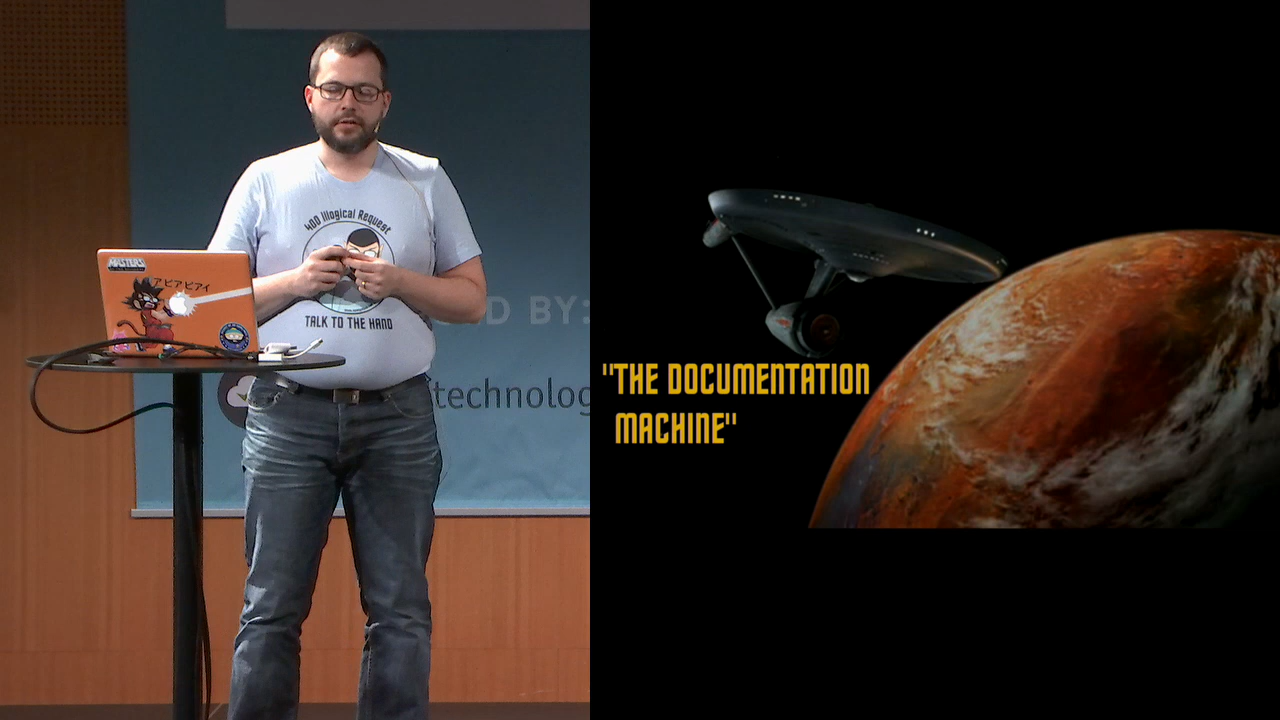 400 Illogical Request
TALK TO THE HAND
MASTERS
アピアピアイ
D BY:
technolog
"THE DOCUMENTATION
MACHINE"